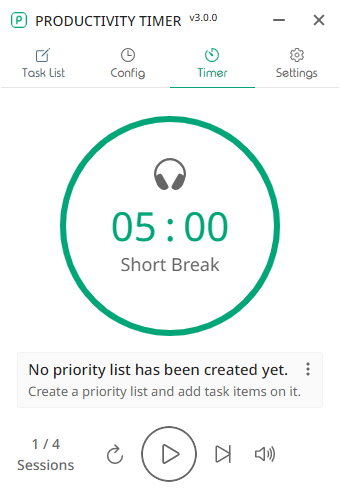 P PRODUCTIVITY TIMER v3.0.0
Task List Config Timer Settings
05 : 00
Short Break
No priority list has been created yet.
Create a priority list and add task items on it.
1 / 4
Sessions